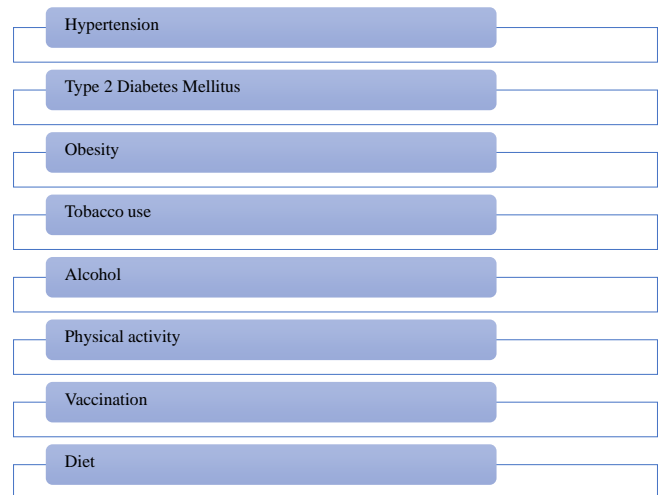 Hypertension
Type 2 Diabetes Mellitus
Obesity
Tobacco use
Alcohol
Physical activity
Vaccination
Diet